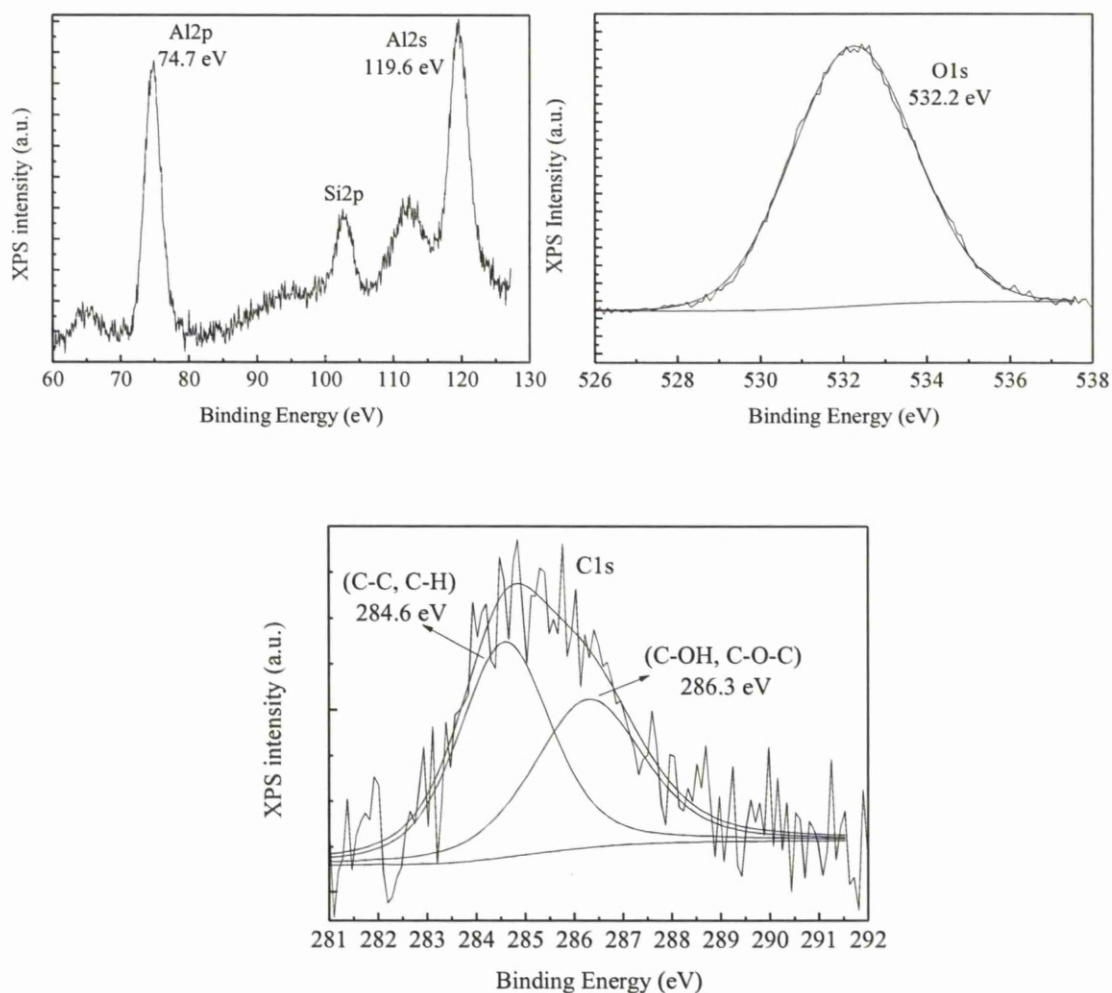 Al2p
74.7 eV
Al2s
119.6 eV
Si2p
XPS intensity (a.u.)
60 70 80 90 100 110 120 130
Binding Energy (eV)
O1s
532.2 eV
XPS Intensity (a.u.)
526 528 530 532 534 536 538
Binding Energy (eV)
C1s
(C-C, C-H)
284.6 eV
(C-OH, C-O-C)
286.3 eV
XPS intensity (a.u.)
281 282 283 284 285 286 287 288 289 290 291 292
Binding Energy (eV)